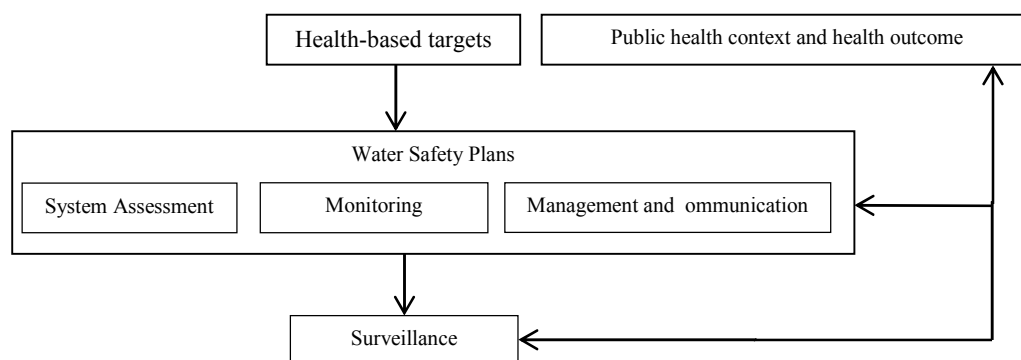 Health-based targets
Public health context and health outcome
Water Safety Plans
System Assessment
Monitoring
Management and ommunication
Surveillance